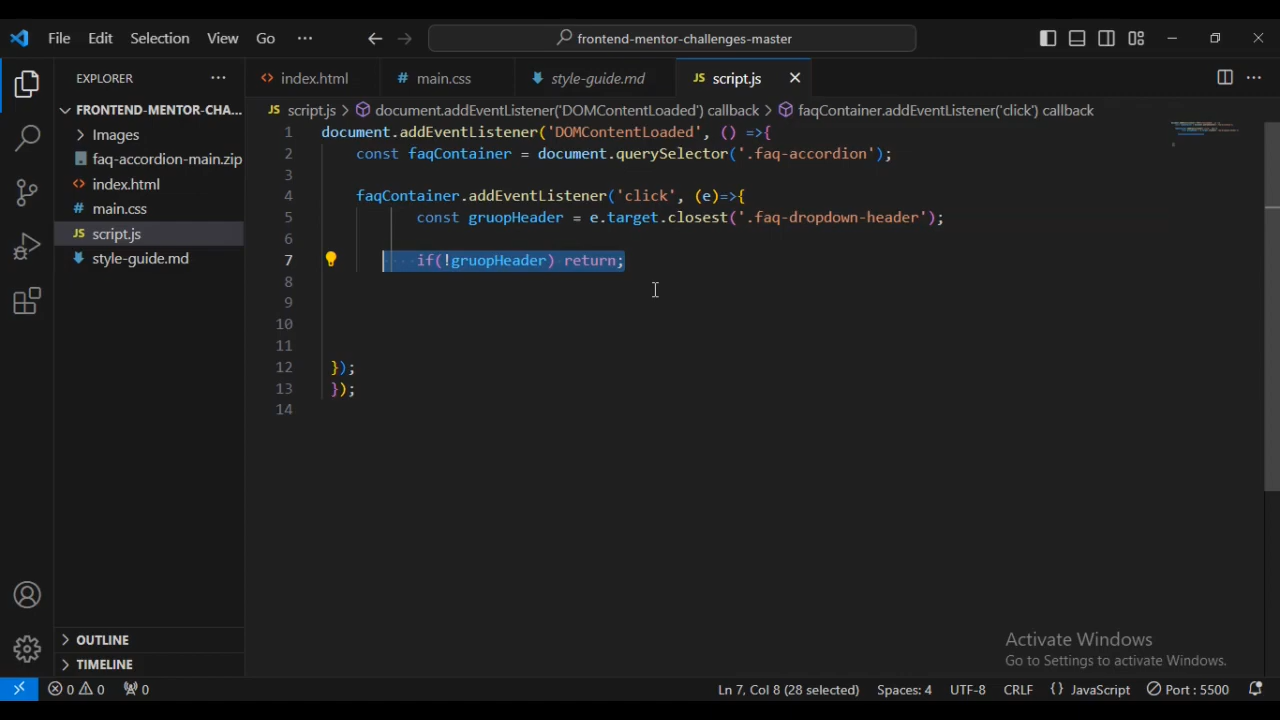 File Edit Selection View Go ··· frontend-mentor-challenges-master
EXPLORER ··· index.html # main.css style-guide.md JS script.js
FRONTEND-MENTOR-CHA...
Images
faq-accordion-main.zip
index.html
# main.css
JS script.js
style-guide.md
OUTLINE
TIMELINE
JS script.js > document.addEventListener('DOMContentLoaded') callback > faqContainer.addEventListener('click') callback
1 document.addEventListener('DOMContentLoaded', () =>{
2 const faqContainer = document.querySelector('.faq-accordion');
3
4 faqContainer.addEventListener('click', (e)=>{
5 const gruopHeader = e.target.closest('.faq-dropdown-header');
6
7 if(!gruopHeader) return;
8
9
10
11
12 });
13 });
14
Activate Windows
Go to Settings to activate Windows.
0 0 0 Ln 7, Col 8 (28 selected) Spaces: 4 UTF-8 CRLF {} JavaScript Port : 5500